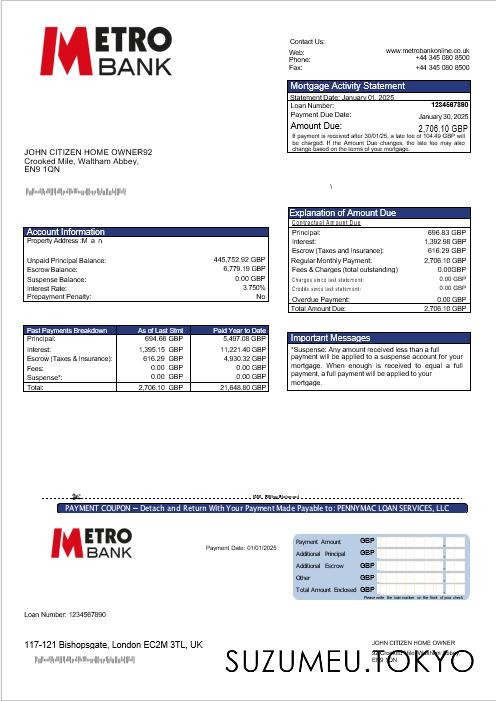 METRO
BANK
Contact Us:
Web: www.metrobankonline.co.uk
Phone: +44 345 080 8500
Fax: +44 345 080 8500
Mortgage Activity Statement
Statement Date: January 01, 2025
Loan Number: 1234567890
Payment Due Date: January 30, 2025
Amount Due: 2,706.10 GBP
If payment is received after 30/01/25, a late fee of 104.49 GBP will
be charged. If the Amount Due changes, the late fee may also
change based on the terms of your mortgage.
JOHN CITIZEN HOME OWNER92
Crooked Mile, Waltham Abbey,
EN9 1QN
\
Explanation of Amount Due
Contractual Amount Due
Principal: 696.83 GBP
Interest: 1,392.98 GBP
Escrow (Taxes and Insurance): 616.29 GBP
Regular Monthly Payment: 2,706.10 GBP
Fees & Charges (total outstanding) 0.00GBP
Charges since last statement: 0.00 GBP
Credits since last statement: 0.00 GBP
Overdue Payment: 0.00 GBP
Total Amount Due: 2,706.10 GBP
Account Information
Property Address :M a n
Unpaid Principal Balance: 445,752.92 GBP
Escrow Balance: 6,779.19 GBP
Suspense Balance: 0.00 GBP
Interest Rate: 3.750%
Prepayment Penalty: No
Past Payments Breakdown As of Last Stmt Paid Year to Date
Principal: 694.66 GBP 5,497.08 GBP
Interest: 1,395.15 GBP 11,221.40 GBP
Escrow (Taxes & Insurance): 616.29 GBP 4,930.32 GBP
Fees: 0.00 GBP 0.00 GBP
Suspense*: 0.00 GBP 0.00 GBP
Total: 2,706.10 GBP 21,648.80 GBP
Important Messages
*Suspense: Any amount received less than a full
payment will be applied to a suspense account for your
mortgage. When enough is received to equal a full
payment, a full payment will be applied to your
mortgage.
PAYMENT COUPON – Detach and Return With Your Payment Made Payable to: PENNYMAC LOAN SERVICES, LLC
METRO
BANK
Payment Date: 01/01/2025
Payment Amount GBP
Additional Principal GBP
Additional Escrow GBP
Other GBP
Total Amount Enclosed GBP
Please write the loan number on the front of your check
Loan Number: 1234567890
117-121 Bishopsgate, London EC2M 3TL, UK
JOHN CITIZEN HOME OWNER
92 Crooked Mile, Waltham Abbey,
EN9 1QN
SUZUMEU.TOKYO